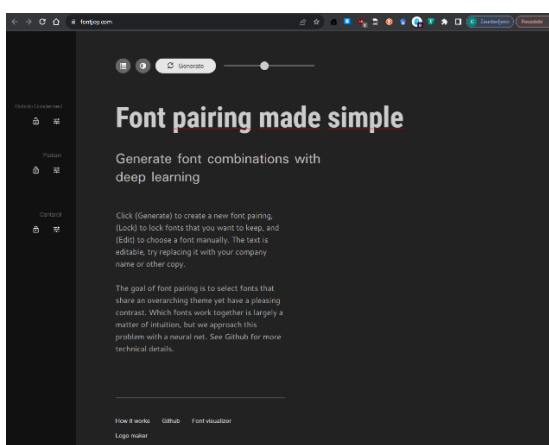 fontjoy.com
Generate
Roboto Condensed
Font pairing made simple
Generate font combinations with
deep learning
Cantarell
Click (Generate) to create a new font pairing,
(Lock) to lock fonts that you want to keep, and
(Edit) to choose a font manually. The text is
editable, try replacing it with your company
name or other copy.
The goal of font pairing is to select fonts that
share an overarching theme yet have a pleasing
contrast. Which fonts work together is largely a
matter of intuition, but we approach this
problem with a neural net. See Github for more
technical details.
How it works Github Font visualizer
Logo maker